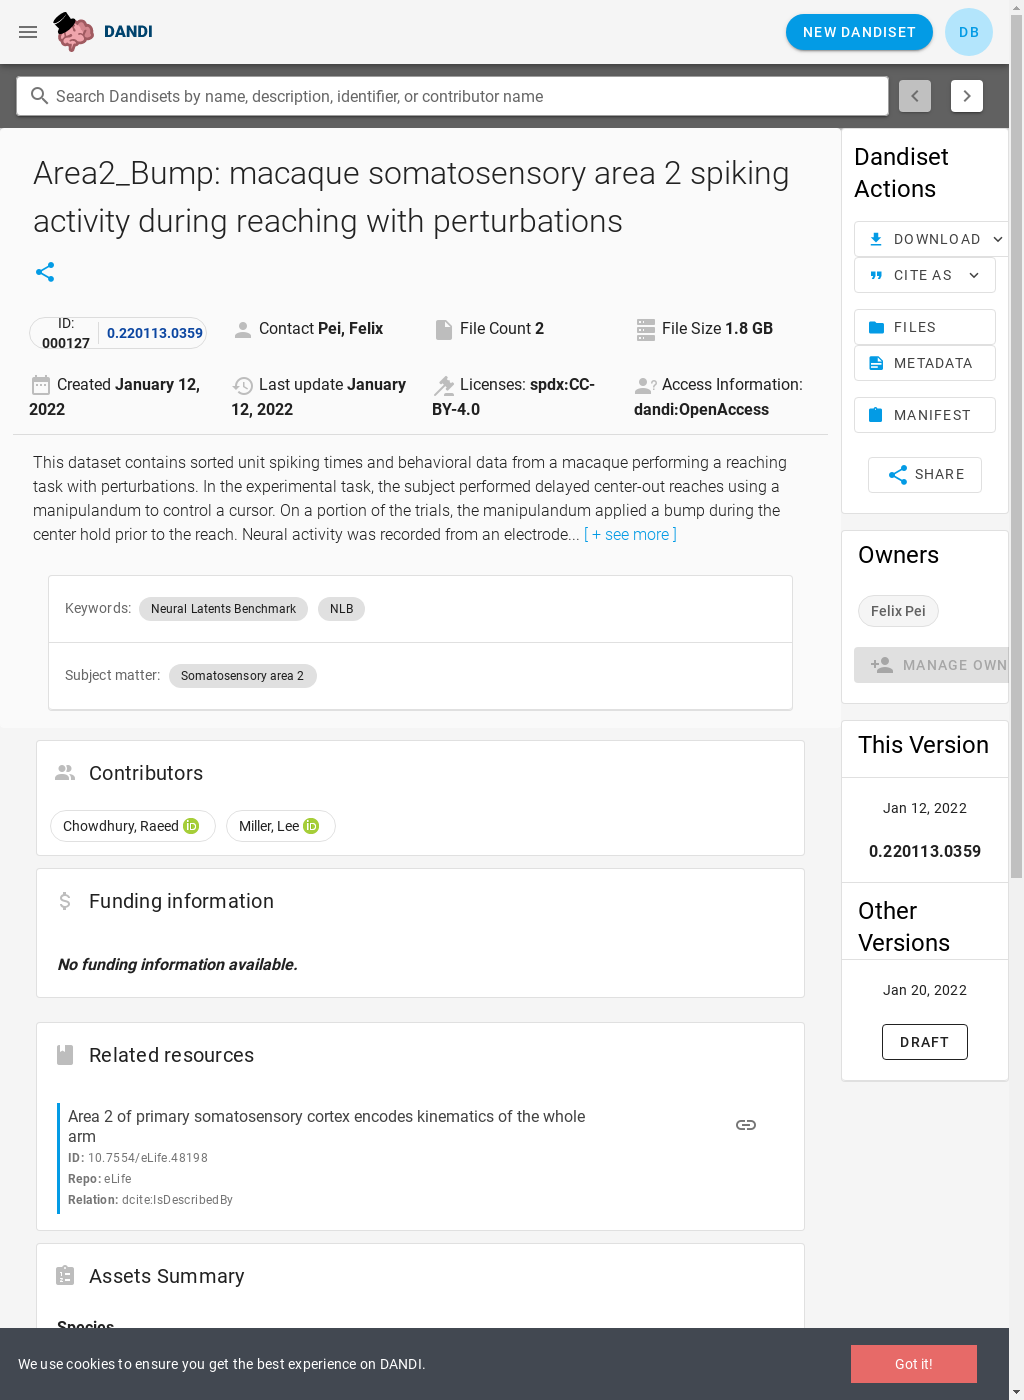 DANDI
NEW DANDISET
DB
Search Dandisets by name, description, identifier, or contributor name
Area2_Bump: macaque somatosensory area 2 spiking
activity during reaching with perturbations
ID:
000127
0.220113.0359
Contact Pei, Felix
File Count 2
File Size 1.8 GB
Created January 12,
2022
Last update January
12, 2022
Licenses: spdx:CC-
BY-4.0
Access Information:
dandi:OpenAccess
This dataset contains sorted unit spiking times and behavioral data from a macaque performing a reaching
task with perturbations. In the experimental task, the subject performed delayed center-out reaches using a
manipulandum to control a cursor. On a portion of the trials, the manipulandum applied a bump during the
center hold prior to the reach. Neural activity was recorded from an electrode... [ + see more ]
Keywords: Neural Latents Benchmark NLB
Subject matter: Somatosensory area 2
Contributors
Chowdhury, Raeed iD Miller, Lee iD
Funding information
No funding information available.
Related resources
Area 2 of primary somatosensory cortex encodes kinematics of the whole
arm
ID: 10.7554/eLife.48198
Repo: eLife
Relation: dcite:IsDescribedBy
Assets Summary
Species
Dandiset
Actions
DOWNLOAD
CITE AS
FILES
METADATA
MANIFEST
SHARE
Owners
Felix Pei
MANAGE OWN
This Version
Jan 12, 2022
0.220113.0359
Other
Versions
Jan 20, 2022
DRAFT
We use cookies to ensure you get the best experience on DANDI.
Got it!